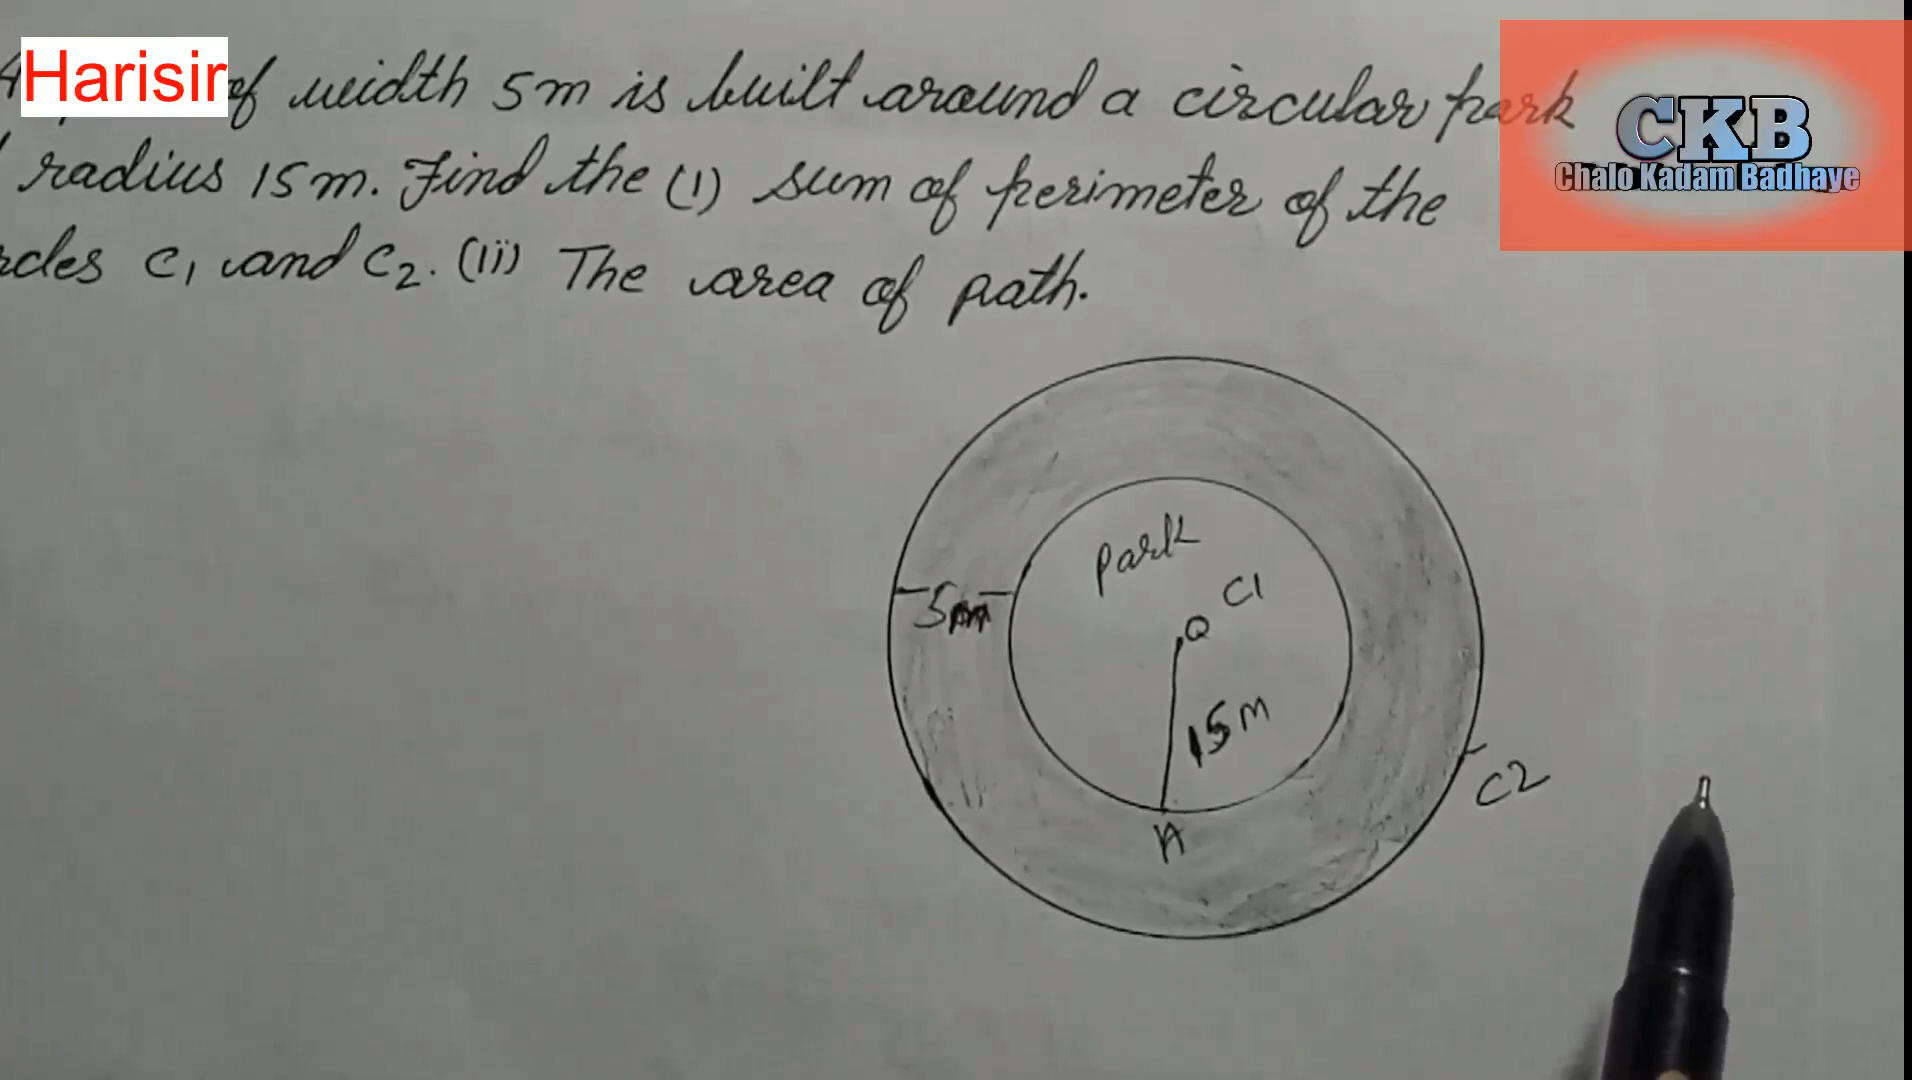 Harisir
of width 5m is built around a circular park
radius 15m. Find the (1) sum of perimeter of the
C1 and C2. (ii) The area of path.
CKB
Chalo Kadam Badhaye
park
C1
5m
O
15m
A
C2